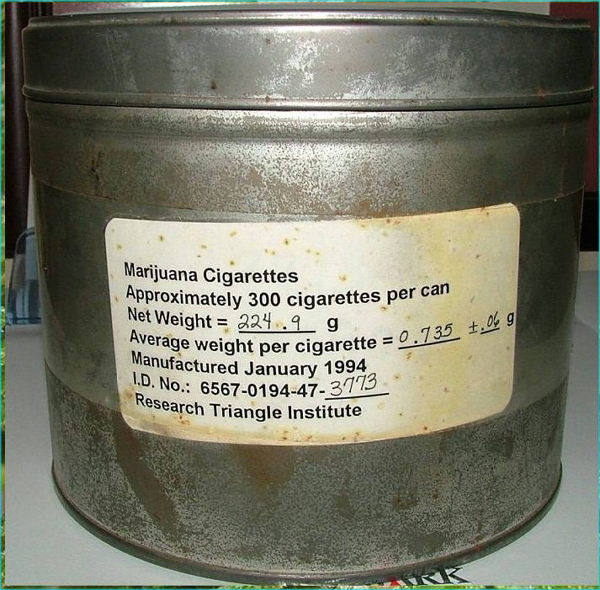 Marijuana Cigarettes
Approximately 300 cigarettes per can
Net Weight = 224.9 g
Average weight per cigarette = 0.735 ±.06 g
Manufactured January 1994
I.D. No.: 6567-0194-47-3773
Research Triangle Institute